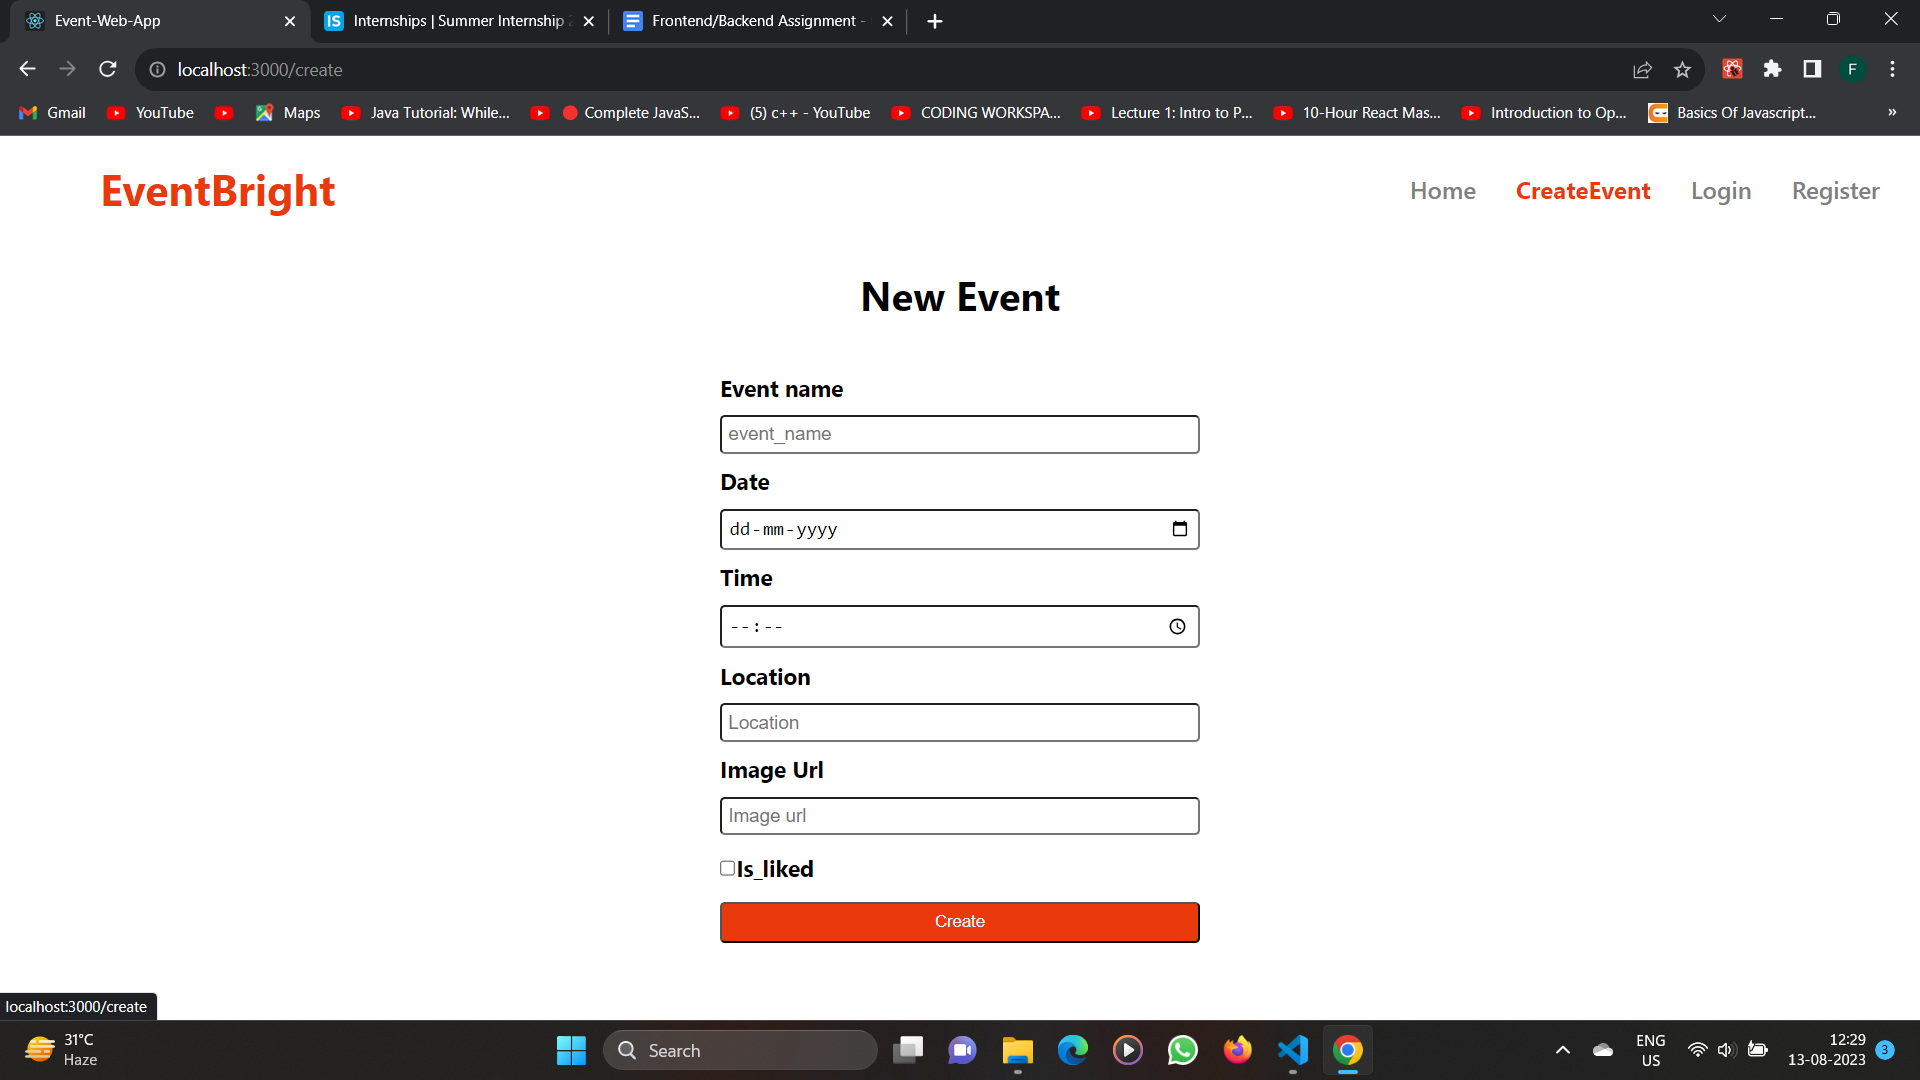 Event-Web-App
Internships | Summer Internship 2
Frontend/Backend Assignment -
localhost:3000/create
F
Gmail
YouTube
Maps
Java Tutorial: While...
Complete JavaS...
(5) c++ - YouTube
CODING WORKSPA...
Lecture 1: Intro to P...
10-Hour React Mas...
Introduction to Op...
Basics Of Javascript...
»
EventBright
Home
CreateEvent
Login
Register
New Event
Event name
event_name
Date
dd-mm-yyyy
Time
--:--
Location
Location
Image Url
Image url
Is_liked
Create
localhost:3000/create
31°C
Haze
Search
ENG
US
12:29
13-08-2023
3